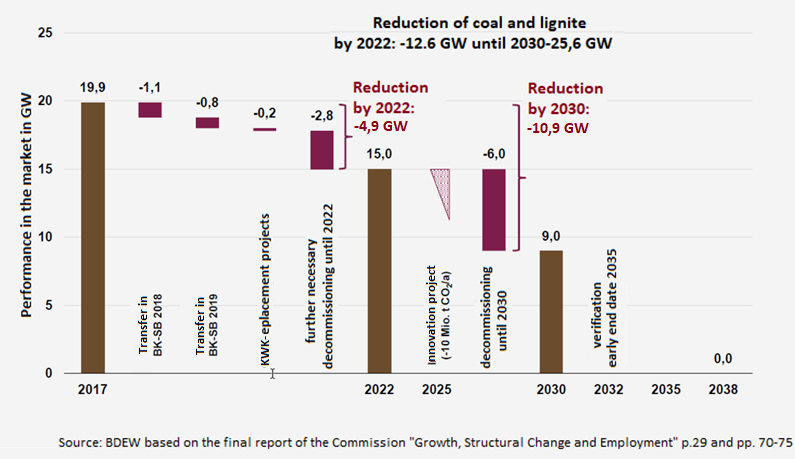 Reduction of coal and lignite
by 2022: -12.6 GW until 2030-25,6 GW
Performance in the market in GW
25
20
15
10
5
0
19,9
-1,1
-0,8
-0,2
-2,8
Reduction
by 2022:
-4,9 GW
15,0
-6,0
Reduction
by 2030:
-10,9 GW
9,0
0,0
Transfer in
BK-SB 2018
Transfer in
BK-SB 2019
KWK-eplacement projects
further necessary
decommissioning until 2022
Innovation project
(-10 Mio. t CO₂/a)
decommissioning
until 2030
verification
early end date 2035
2017
2022
2025
2030
2032
2035
2038
Source: BDEW based on the final report of the Commission "Growth, Structural Change and Employment" p.29 and pp. 70-75